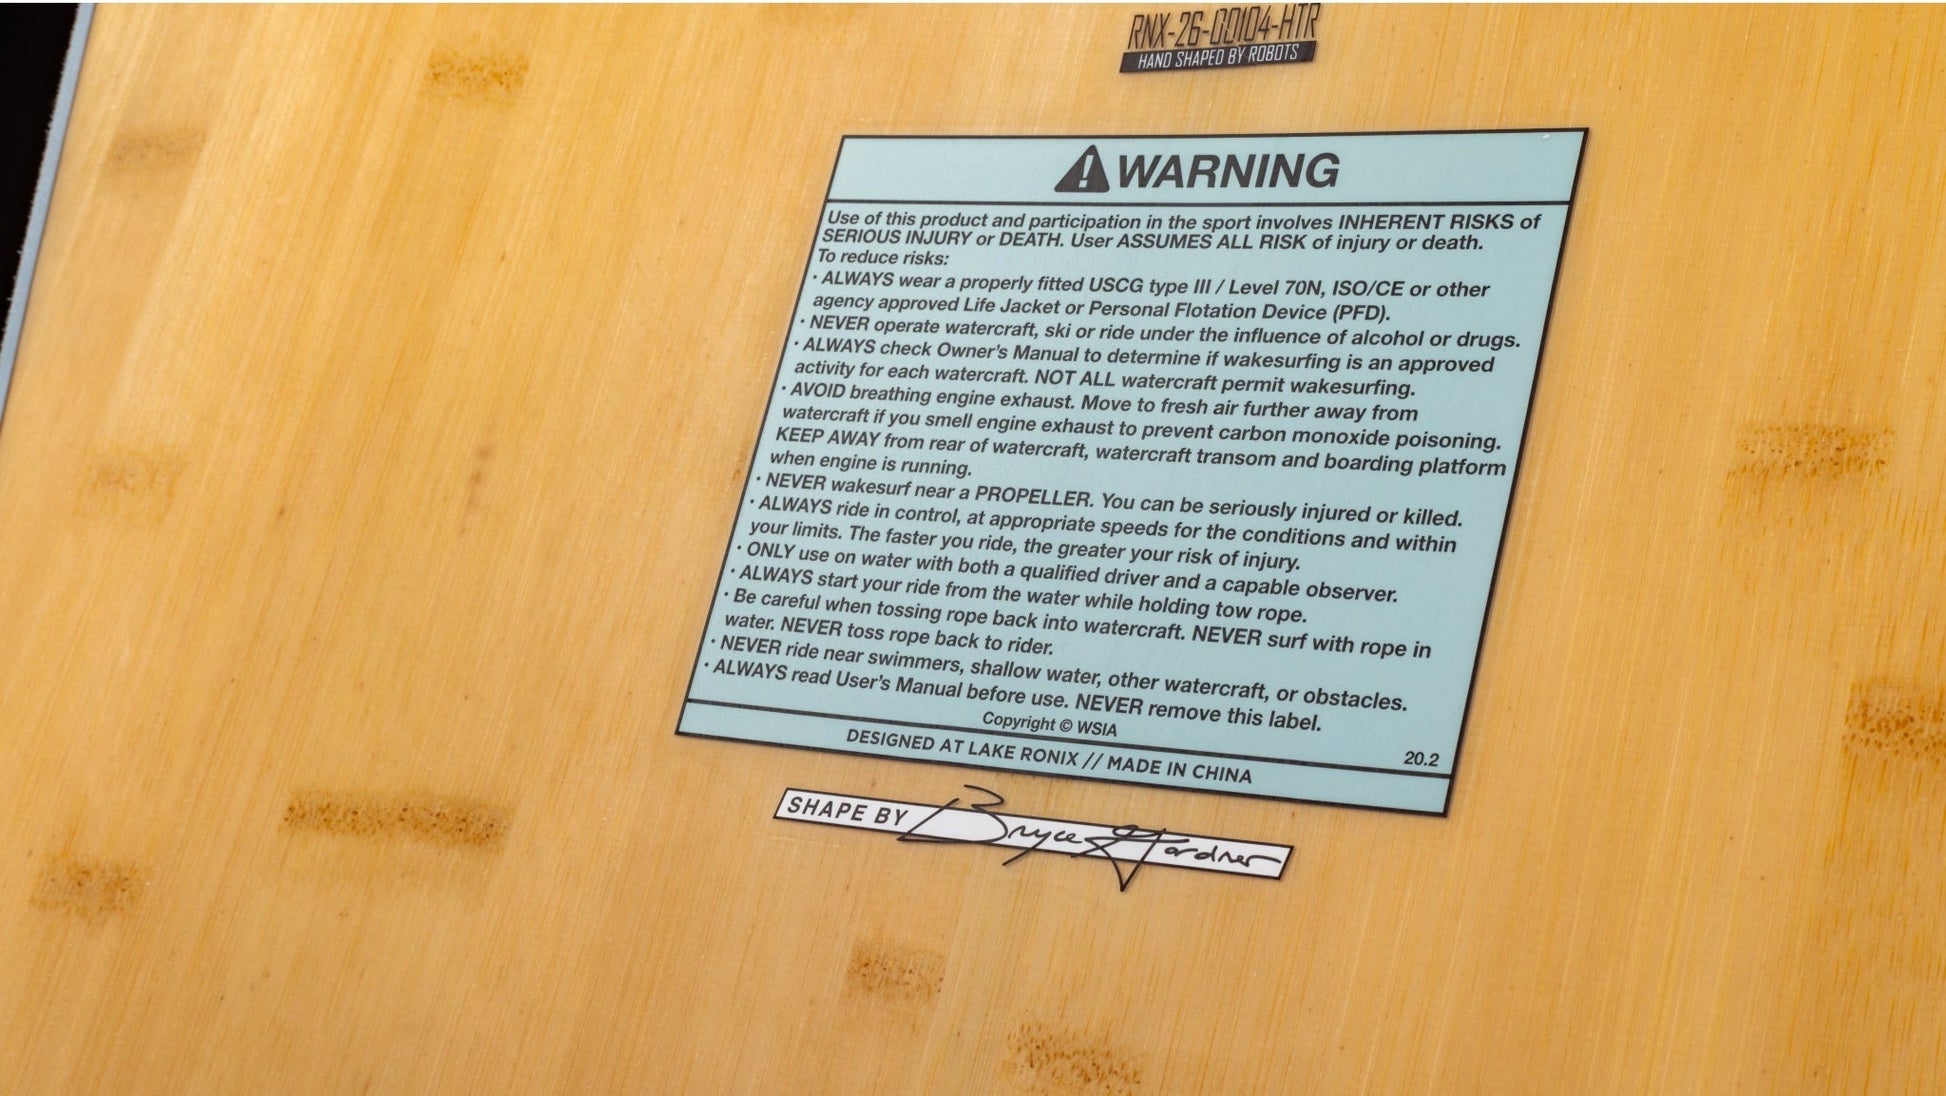 RNX-26-00104-HTR
HAND SHAPED BY ROBOTS
WARNING
Use of this product and participation in the sport involves INHERENT RISKS of
SERIOUS INJURY or DEATH. User ASSUMES ALL RISK of injury or death.
To reduce risks:
· ALWAYS wear a properly fitted USCG type III / Level 70N, ISO/CE or other
agency approved Life Jacket or Personal Flotation Device (PFD).
· NEVER operate watercraft, ski or ride under the influence of alcohol or drugs.
· ALWAYS check Owner's Manual to determine if wakesurfing is an approved
activity for each watercraft. NOT ALL watercraft permit wakesurfing.
· AVOID breathing engine exhaust. Move to fresh air further away from
watercraft if you smell engine exhaust to prevent carbon monoxide poisoning.
KEEP AWAY from rear of watercraft, watercraft transom and boarding platform
when engine is running.
· NEVER wakesurf near a PROPELLER. You can be seriously injured or killed.
· ALWAYS ride in control, at appropriate speeds for the conditions and within
your limits. The faster you ride, the greater your risk of injury.
· ONLY use on water with both a qualified driver and a capable observer.
· ALWAYS start your ride from the water while holding tow rope.
· Be careful when tossing rope back into watercraft. NEVER surf with rope in
water. NEVER toss rope back to rider.
· NEVER ride near swimmers, shallow water, other watercraft, or obstacles.
· ALWAYS read User's Manual before use. NEVER remove this label.
Copyright © WSIA
20.2
DESIGNED AT LAKE RONIX // MADE IN CHINA
SHAPE BY Bryce Gardner